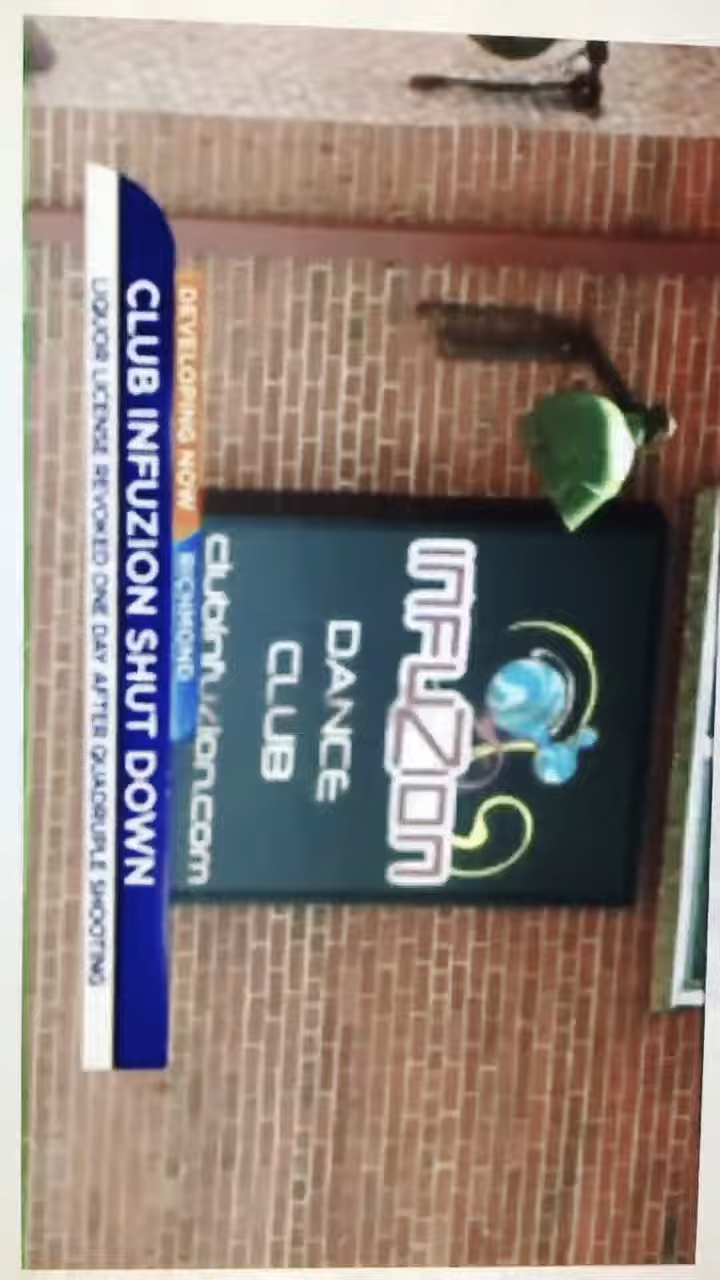 INFUZION
DANCE
CLUB
clubinfuzion.com
DEVELOPING NOW RICHMOND
CLUB INFUZION SHUT DOWN
LIQUOR LICENSE REVOKED ONE DAY AFTER QUADRUPLE SHOOTING